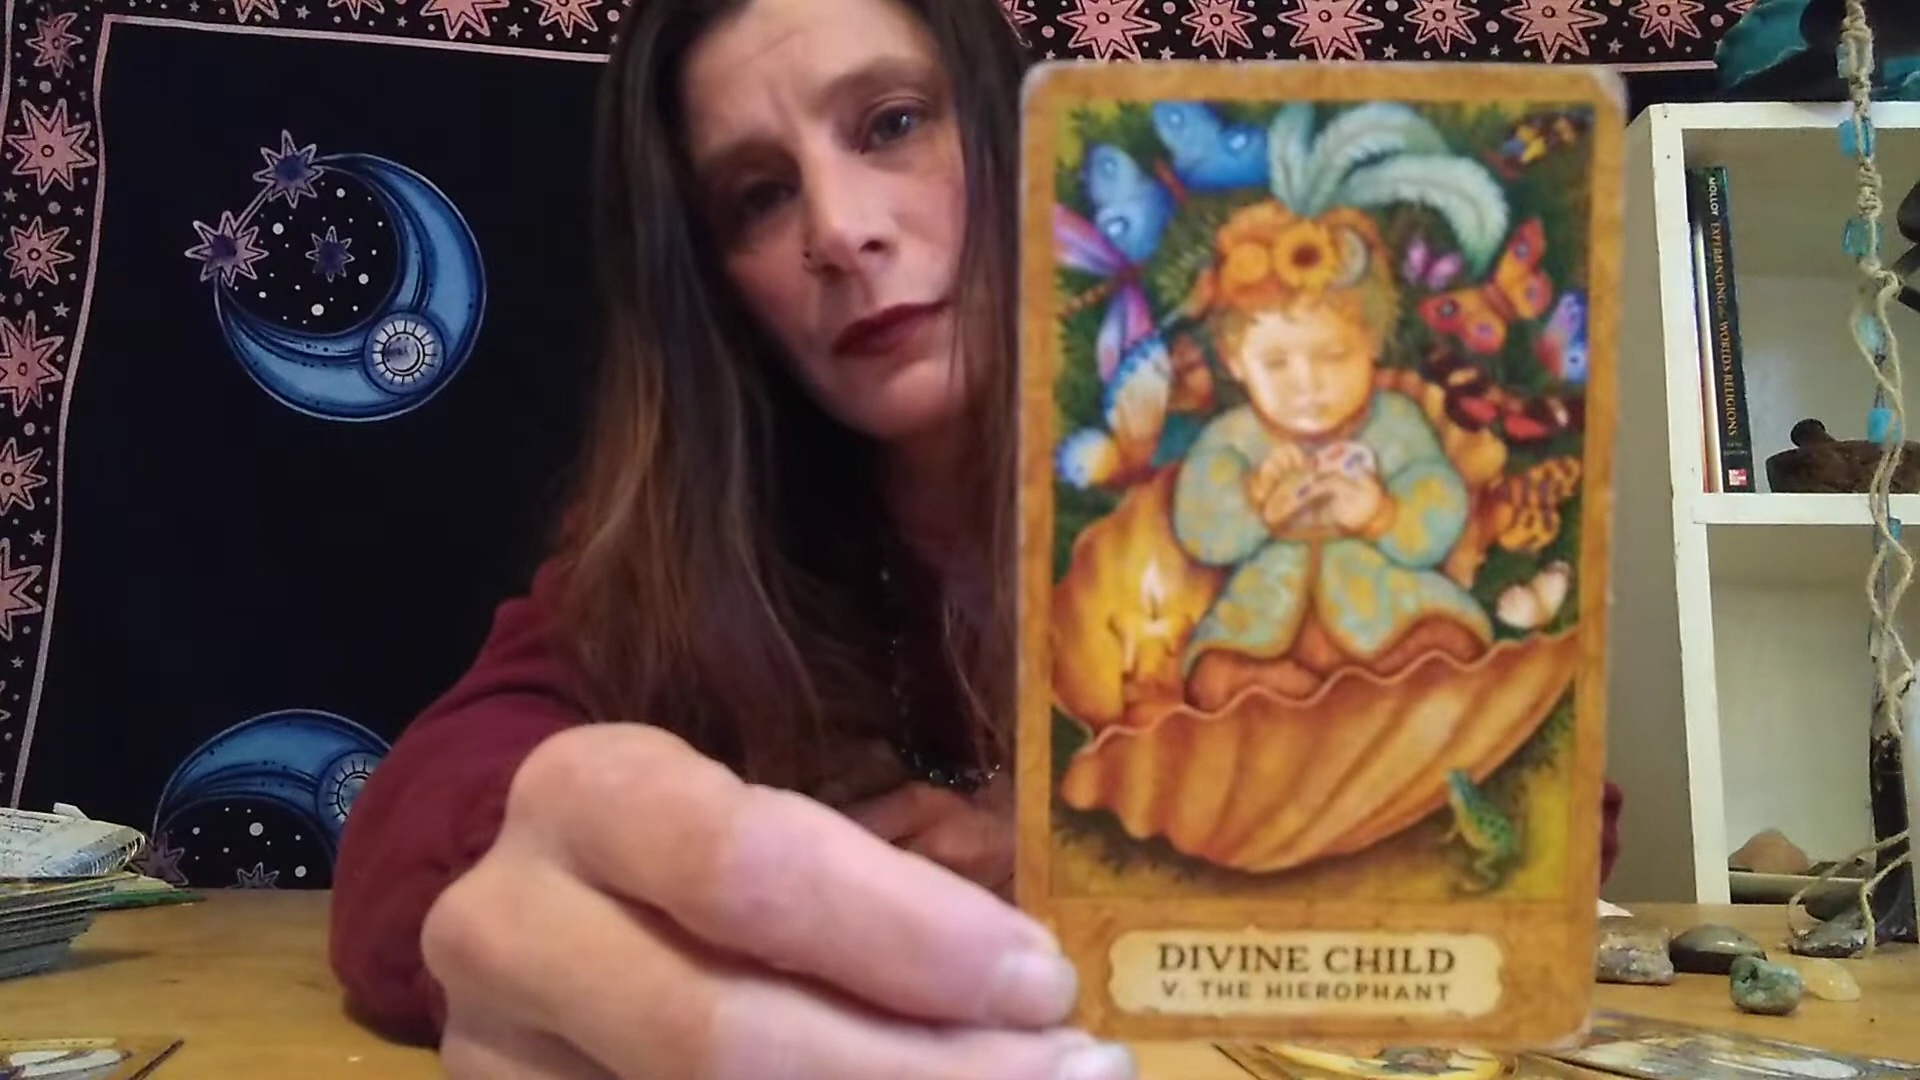 MOLLOY EXPERIENCING the WORLD'S RELIGIONS
DIVINE CHILD
V. THE HIEROPHANT